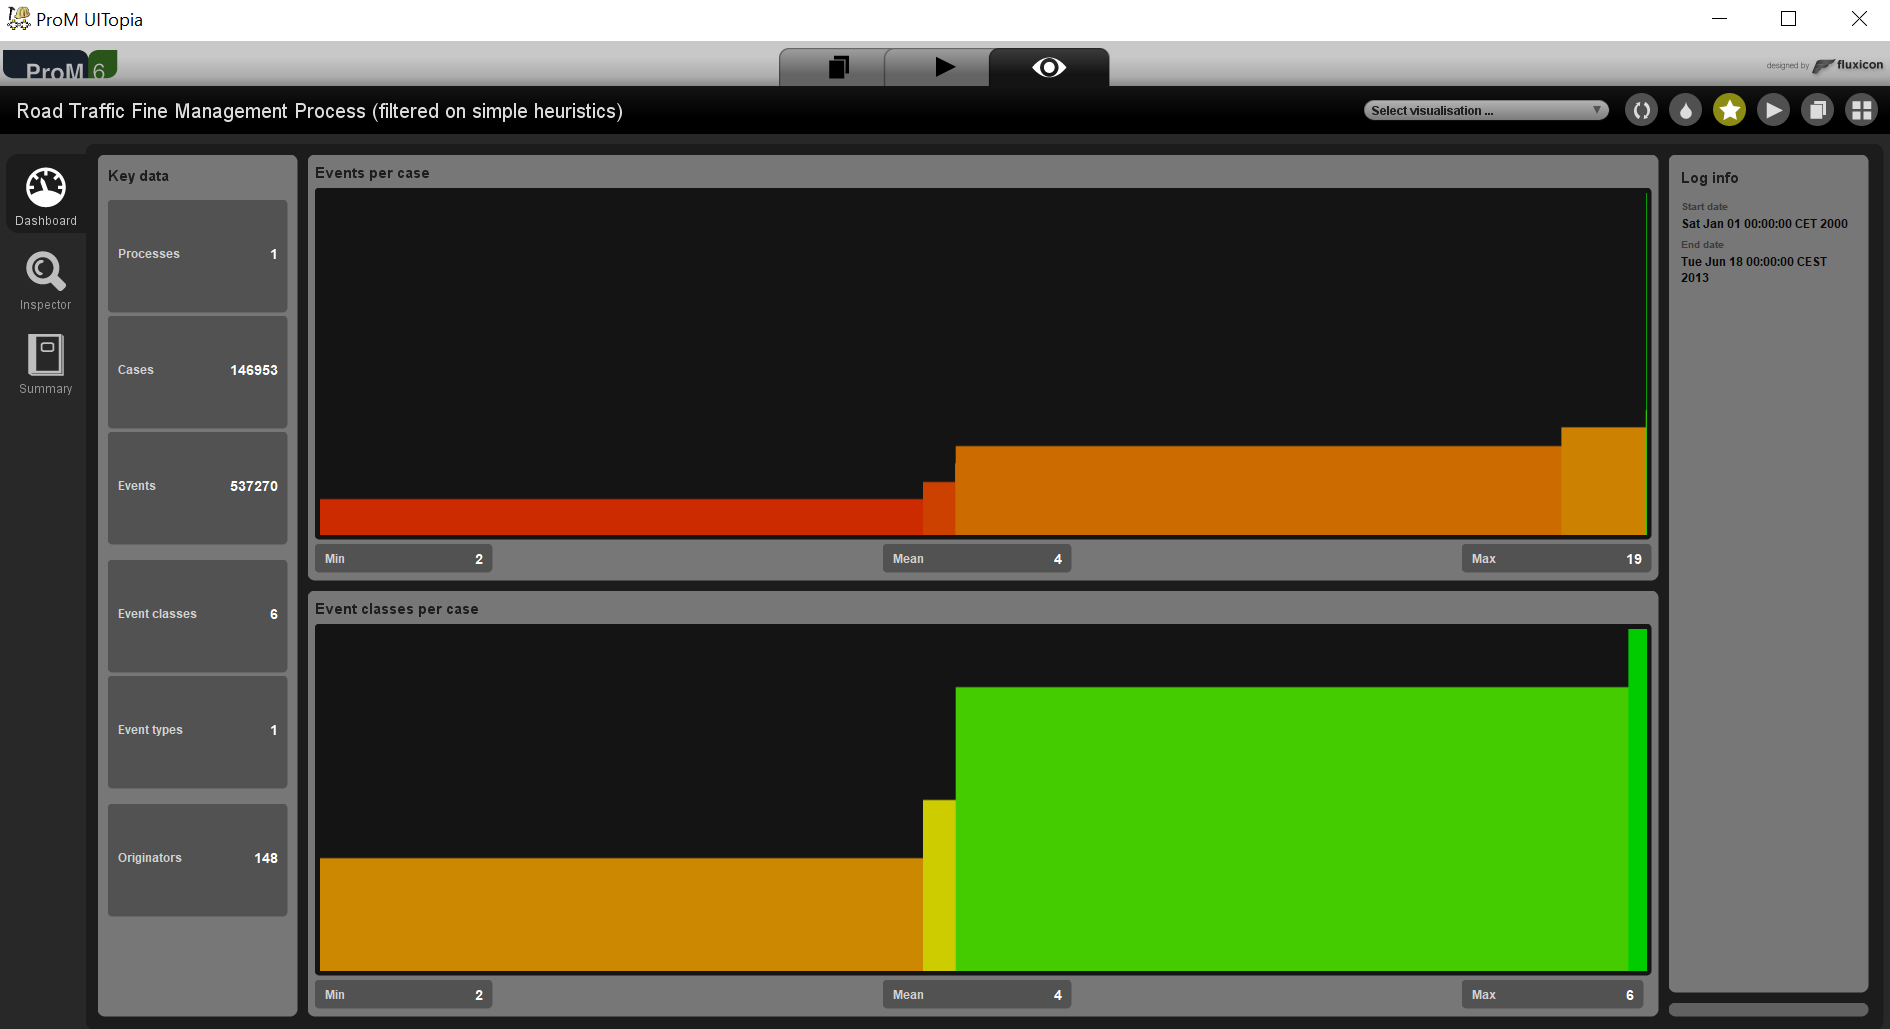 ProM UITopia
ProM 6
designed by fluxicon
Road Traffic Fine Management Process (filtered on simple heuristics)
Select visualisation ...
Dashboard
Inspector
Summary
Key data
Processes 1
Cases 146953
Events 537270
Event classes 6
Event types 1
Originators 148
Events per case
Min 2
Mean 4
Max 19
Event classes per case
Min 2
Mean 4
Max 6
Log info
Start date
Sat Jan 01 00:00:00 CET 2000
End date
Tue Jun 18 00:00:00 CEST
2013